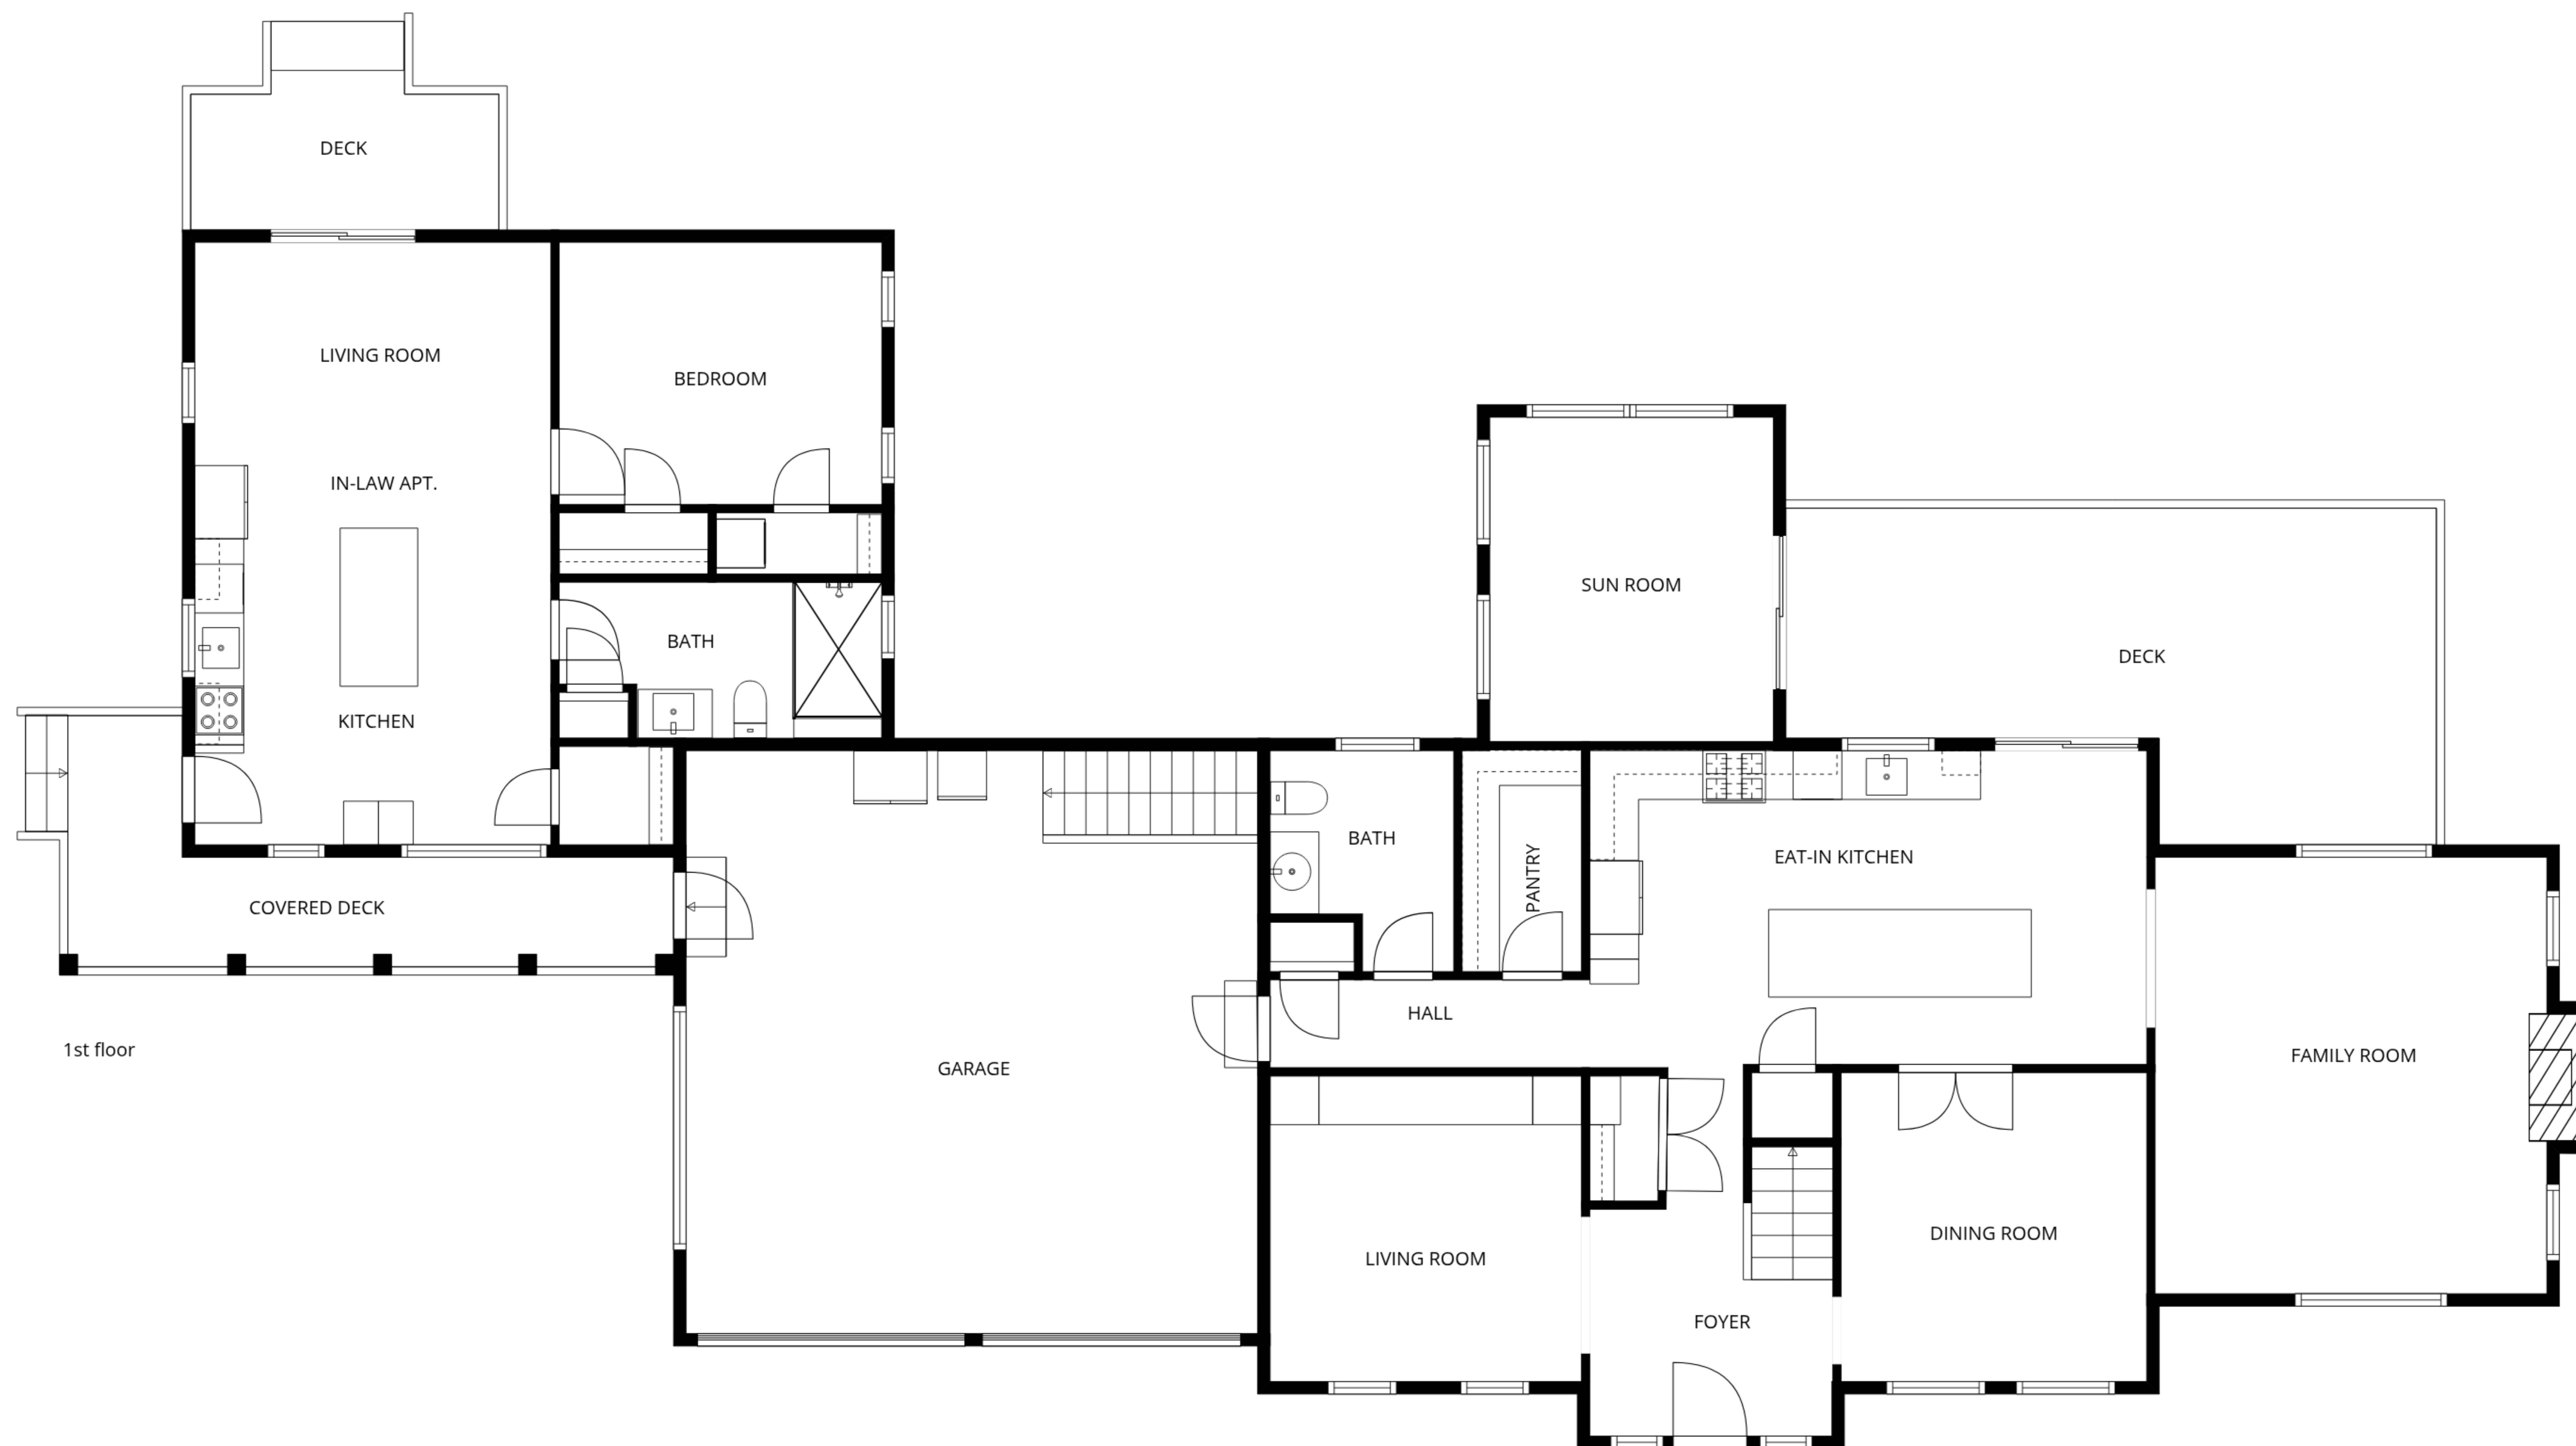 DECK
LIVING ROOM
BEDROOM
IN-LAW APT.
SUN ROOM
BATH
DECK
KITCHEN
BATH
EAT-IN KITCHEN
PANTRY
COVERED DECK
HALL
1st floor
FAMILY ROOM
GARAGE
DINING ROOM
LIVING ROOM
FOYER